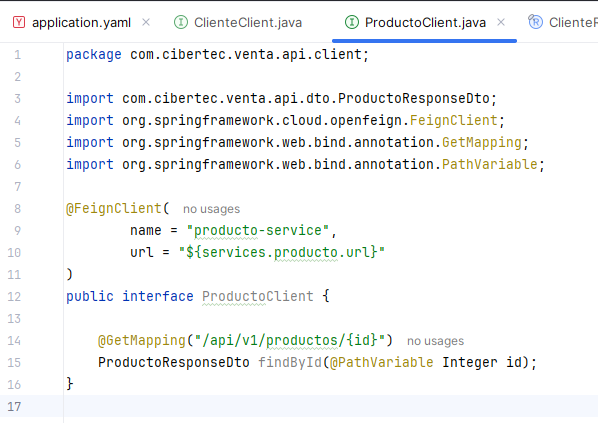 application.yaml ClienteClient.java ProductoClient.java ClienteR
1 package com.cibertec.venta.api.client;
2
3 import com.cibertec.venta.api.dto.ProductoResponseDto;
4 import org.springframework.cloud.openfeign.FeignClient;
5 import org.springframework.web.bind.annotation.GetMapping;
6 import org.springframework.web.bind.annotation.PathVariable;
7
8 @FeignClient( no usages
9 name = "producto-service",
10 url = "${services.producto.url}"
11 )
12 public interface ProductoClient {
13
14 @GetMapping("/api/v1/productos/{id}") no usages
15 ProductoResponseDto findById(@PathVariable Integer id);
16 }
17